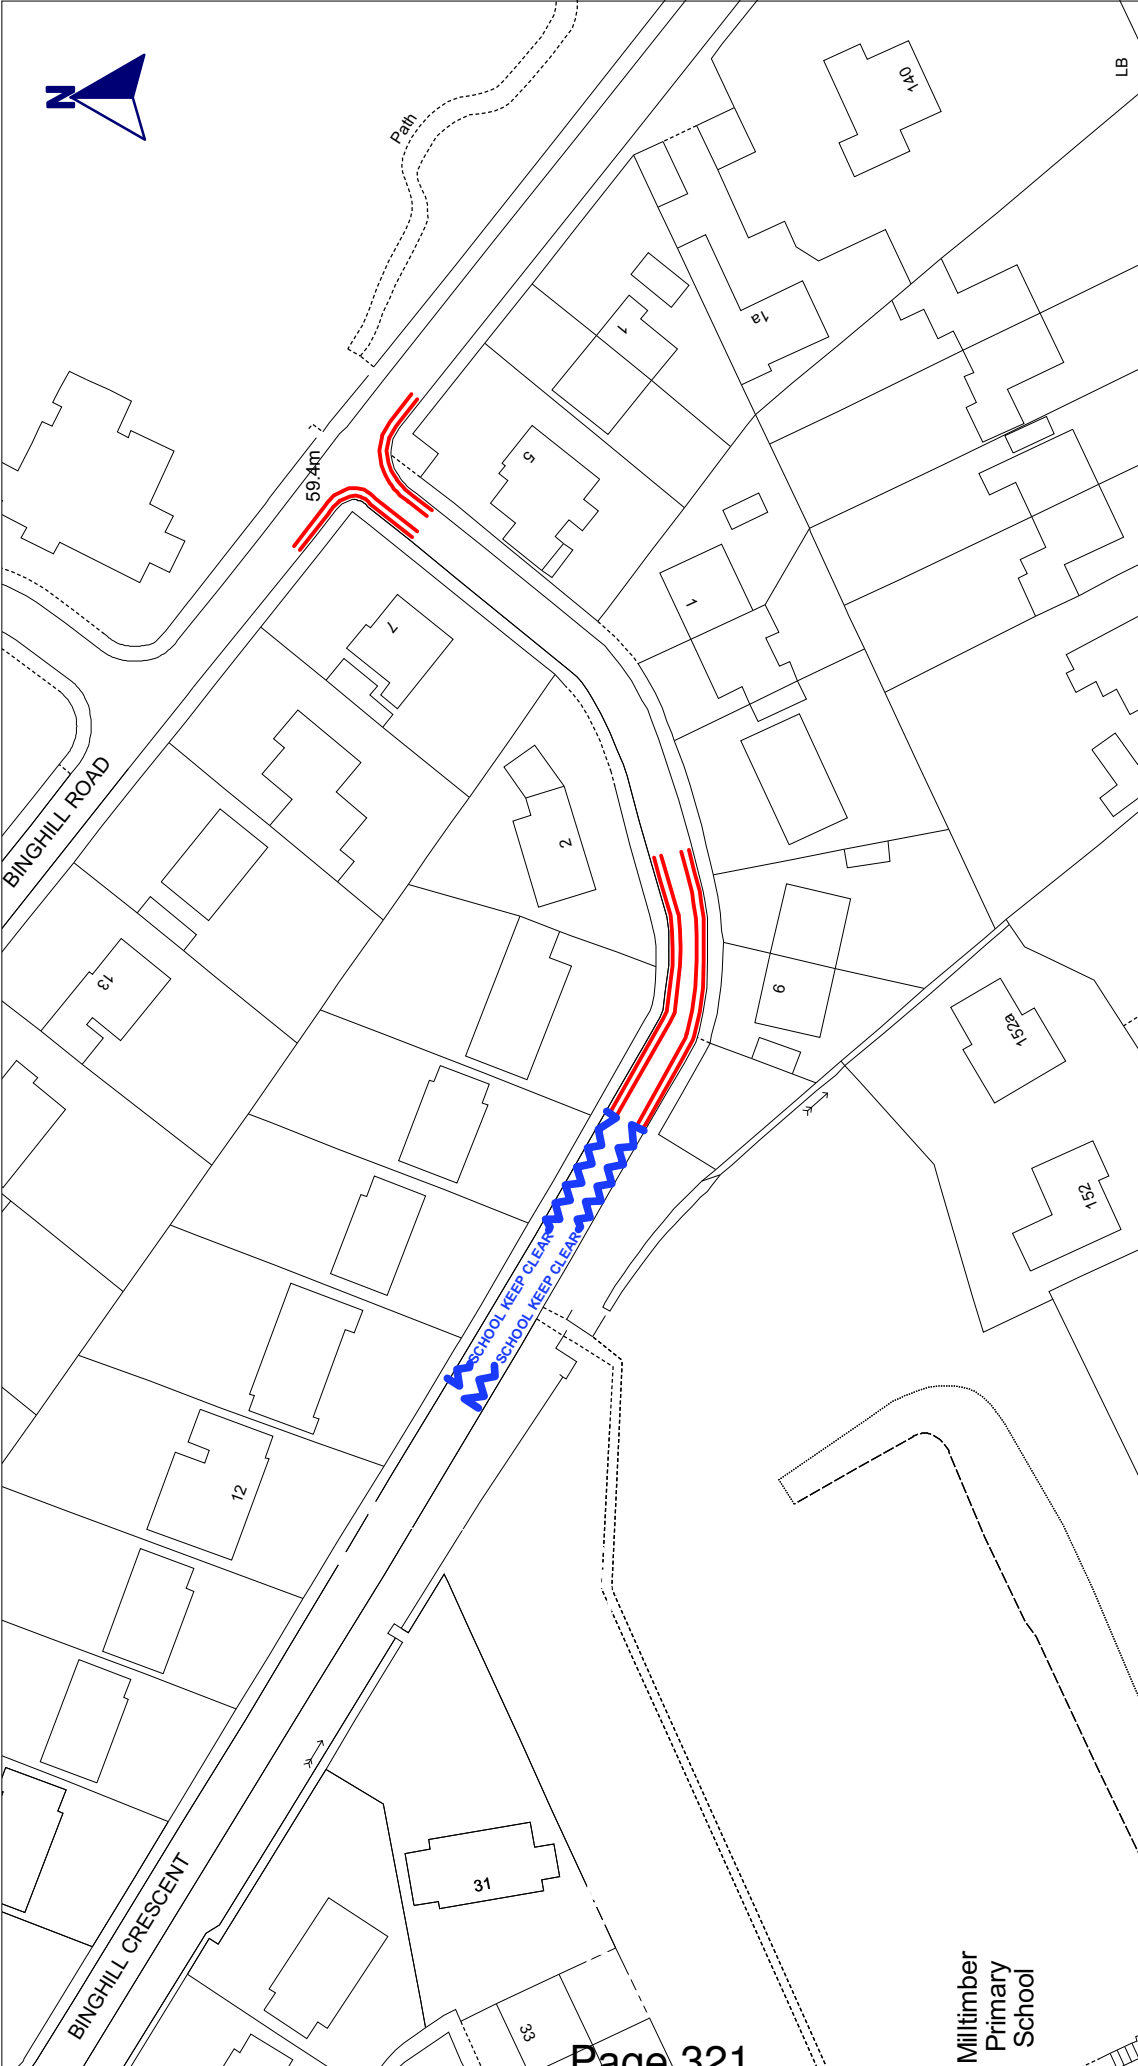 N
Path
140
LB
1
1a
59.4m
5
1
7
BINGHILL ROAD
2
13
9
152a
152
SCHOOL KEEP CLEAR
SCHOOL KEEP CLEAR
12
31
BINGHILL CRESCENT
33
Milltimber
Primary
School
Page 321